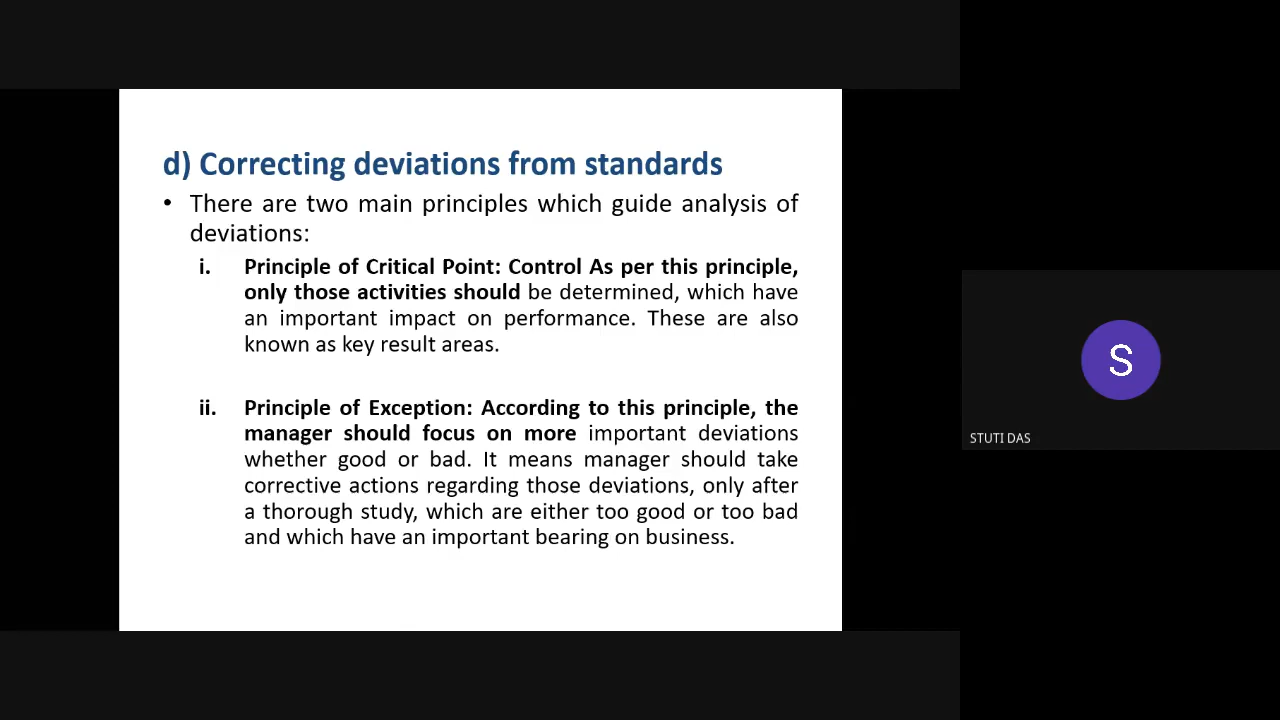 d) Correcting deviations from standards
• There are two main principles which guide analysis of
deviations:
i. Principle of Critical Point: Control As per this principle,
only those activities should be determined, which have
an important impact on performance. These are also
known as key result areas.
ii. Principle of Exception: According to this principle, the
manager should focus on more important deviations
whether good or bad. It means manager should take
corrective actions regarding those deviations, only after
a thorough study, which are either too good or too bad
and which have an important bearing on business.
S
STUTI DAS